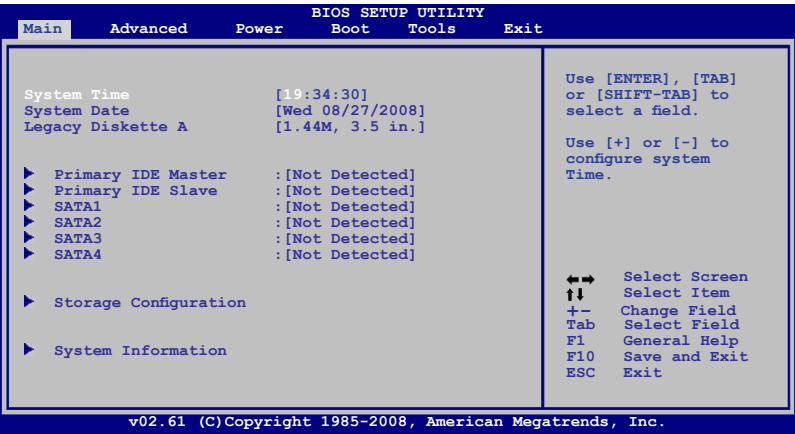 BIOS SETUP UTILITY
Main Advanced Power Boot Tools Exit
System Time [19:34:30]
System Date [Wed 08/27/2008]
Legacy Diskette A [1.44M, 3.5 in.]
Primary IDE Master :[Not Detected]
Primary IDE Slave :[Not Detected]
SATA1 :[Not Detected]
SATA2 :[Not Detected]
SATA3 :[Not Detected]
SATA4 :[Not Detected]
Storage Configuration
System Information
Use [ENTER], [TAB]
or [SHIFT-TAB] to
select a field.
Use [+] or [-] to
configure system
Time.
←→ Select Screen
↑↓ Select Item
+- Change Field
Tab Select Field
F1 General Help
F10 Save and Exit
ESC Exit
v02.61 (C)Copyright 1985-2008, American Megatrends, Inc.